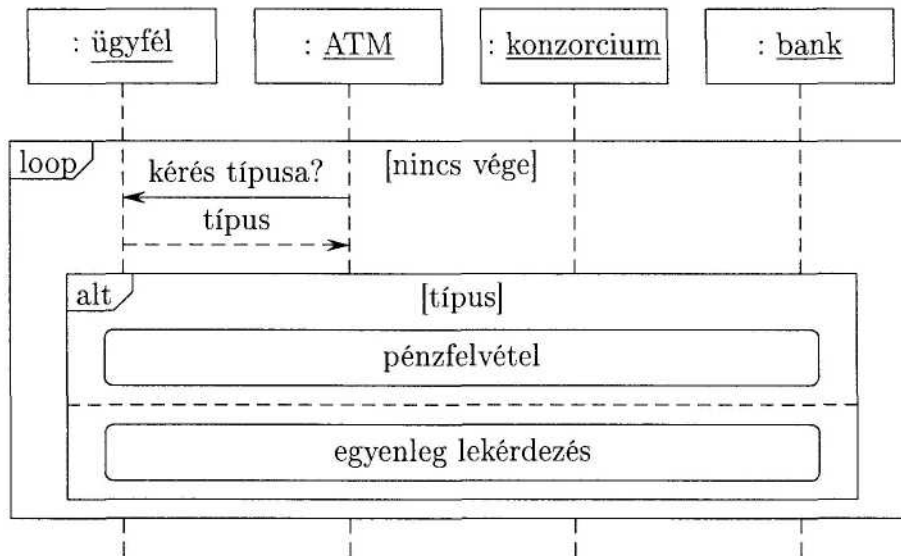 : ügyfél
: ATM
: konzorcium
: bank
loop
[nincs vége]
kérés típusa?
típus
alt
[típus]
pénzfelvétel
egyenleg lekérdezés